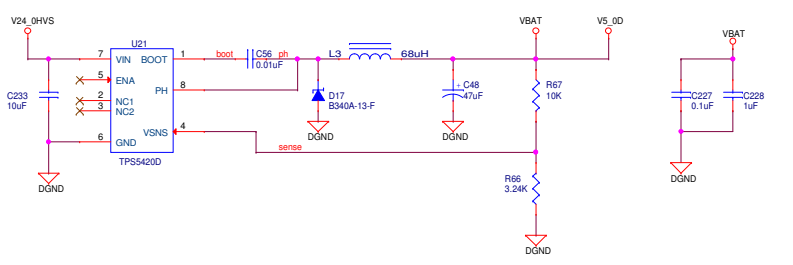 V24_0HVS
VBAT
V5_0D
VBAT
U21
7
VIN
BOOT
1
boot
C56
0.01uF
ph
L3
68uH
5
ENA
PH
8
2
NC1
3
NC2
VSNS
4
sense
6
GND
TPS5420D
C233
10uF
D17
B340A-13-F
+
C48
47uF
R67
10K
C227
0.1uF
C228
1uF
R66
3.24K
DGND
DGND
DGND
DGND
DGND